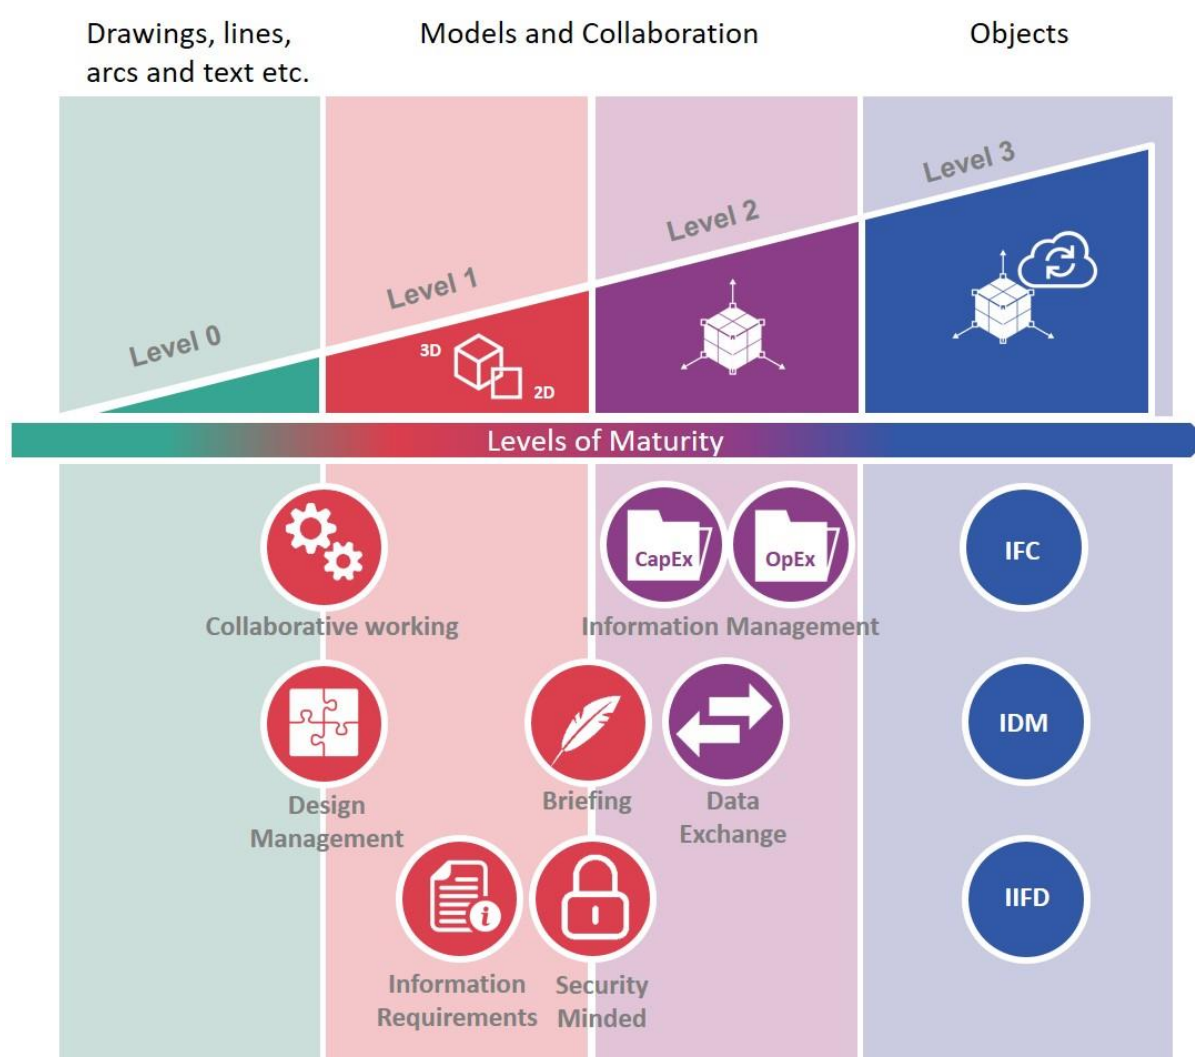 Drawings, lines,
arcs and text etc.
Models and Collaboration
Objects
Level 0
Level 1
Level 2
Level 3
3D
2D
Levels of Maturity
CapEx
OpEx
IFC
Collaborative working
Information Management
IDM
Design
Management
Briefing
Data
Exchange
i
IIFD
Information
Requirements
Security
Minded